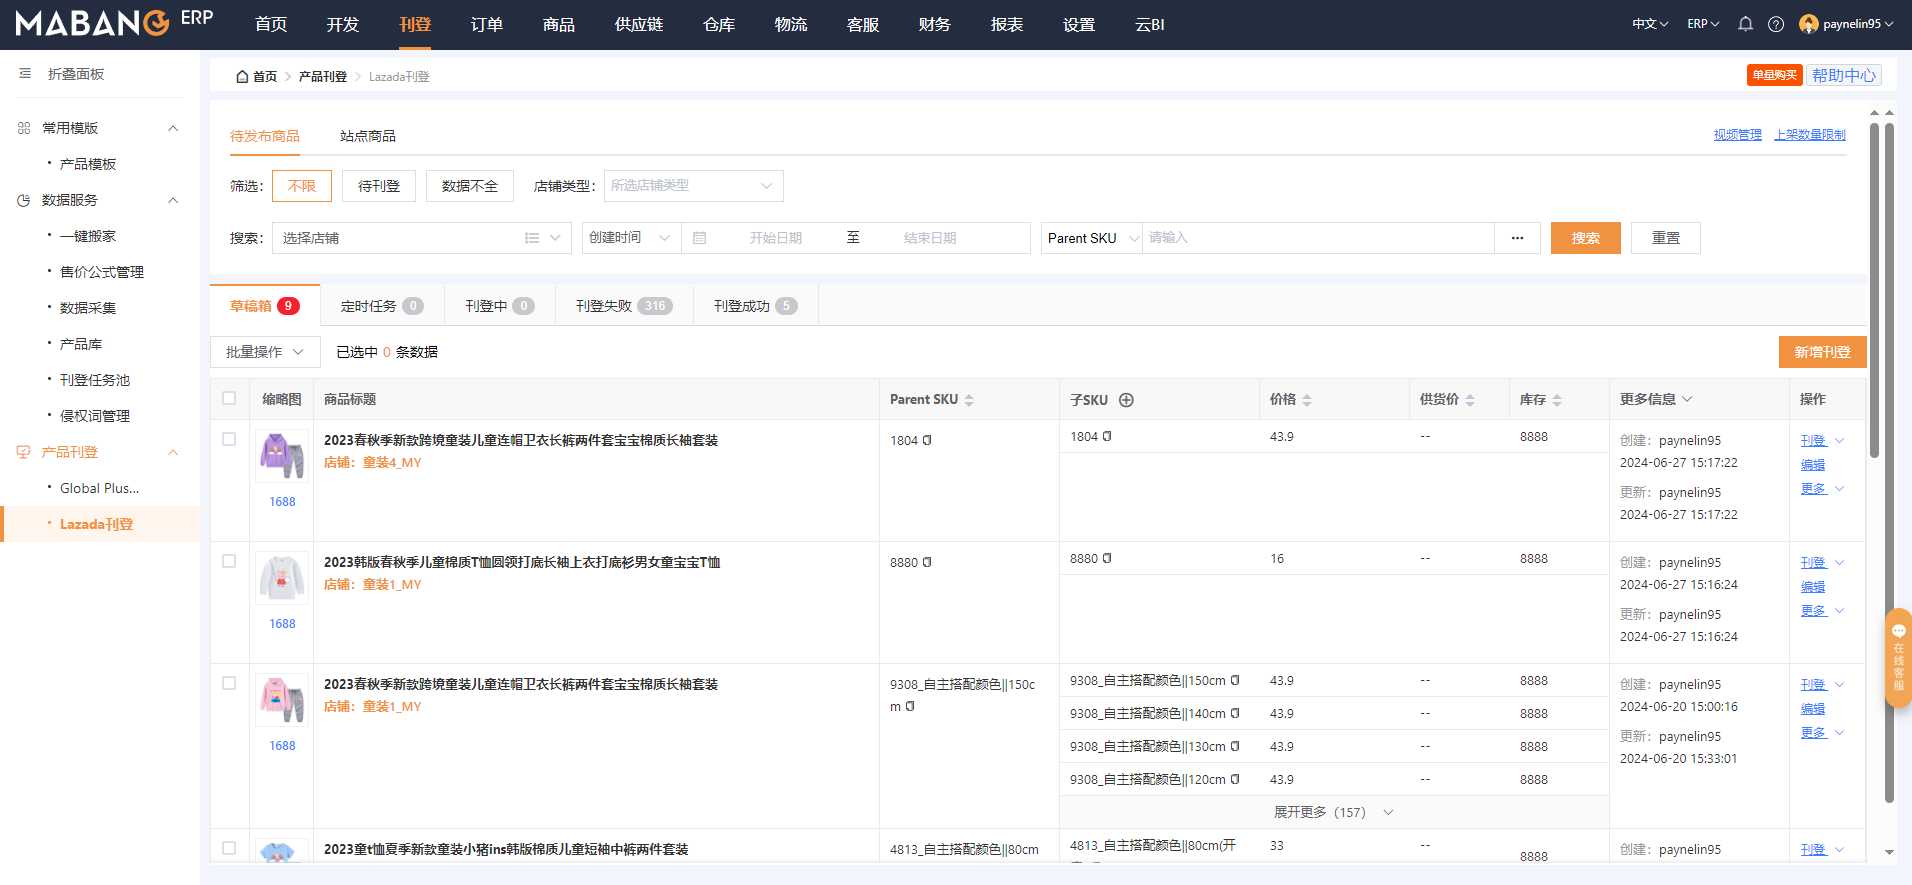 MABANG ERP 首页 开发 刊登 订单 商品 供应链 仓库 物流 客服 财务 报表 设置 云BI 中文 ERP paynelin95
折叠面板
常用模版
产品模板
数据服务
一键搬家
售价公式管理
数据采集
产品库
刊登任务池
侵权词管理
产品刊登
Global Plus...
Lazada刊登
首页 产品刊登 Lazada刊登 单量购买 帮助中心
待发布商品 站点商品 视频管理 上架数量限制
筛选: 不限 待刊登 数据不全 店铺类型: 所选店铺类型
搜索: 选择店铺 创建时间 开始日期 至 结束日期 Parent SKU 请输入 ... 搜索 重置
草稿箱 9 定时任务 0 刊登中 0 刊登失败 316 刊登成功 5
批量操作 已选中 0 条数据 新增刊登
缩略图 商品标题 Parent SKU 子SKU 价格 供货价 库存 更多信息 操作
2023春秋季新款跨境童装儿童连帽卫衣长裤两件套宝宝棉质长袖套装
店铺: 童装4_MY
1688
1804
1804 43.9 -- 8888
创建: paynelin95
2024-06-27 15:17:22
更新: paynelin95
2024-06-27 15:17:22
刊登
编辑
更多
2023韩版春秋季儿童棉质T恤圆领打底长袖上衣打底衫男女童宝宝T恤
店铺: 童装1_MY
1688
8880
8880 16 -- 8888
创建: paynelin95
2024-06-27 15:16:24
更新: paynelin95
2024-06-27 15:16:24
刊登
编辑
更多
2023春秋季新款跨境童装儿童连帽卫衣长裤两件套宝宝棉质长袖套装
店铺: 童装1_MY
1688
9308_自主搭配颜色||150c
m
9308_自主搭配颜色||150cm 43.9 -- 8888
9308_自主搭配颜色||140cm 43.9 -- 8888
9308_自主搭配颜色||130cm 43.9 -- 8888
9308_自主搭配颜色||120cm 43.9 -- 8888
展开更多 (157)
创建: paynelin95
2024-06-20 15:00:16
更新: paynelin95
2024-06-20 15:33:01
刊登
编辑
更多
2023童t恤夏季新款童装小猪ins韩版棉质儿童短袖中裤两件套装
4813_自主搭配颜色||80cm
4813_自主搭配颜色||80cm(开 33 -- 8888
创建: paynelin95
刊登
在线客服